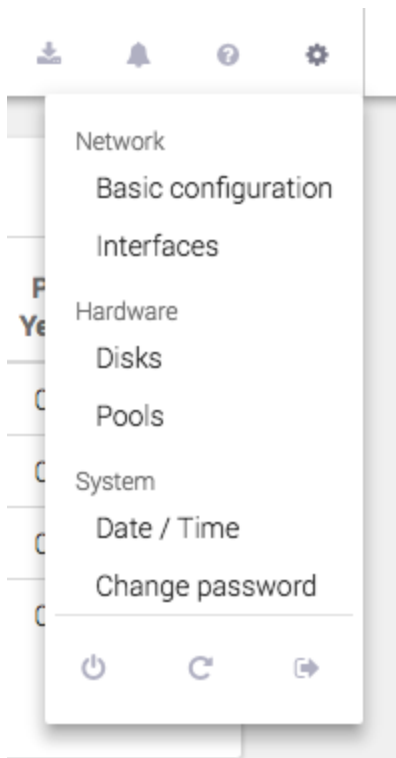 Network
Basic configuration
Interfaces
Hardware
Disks
Pools
System
Date / Time
Change password